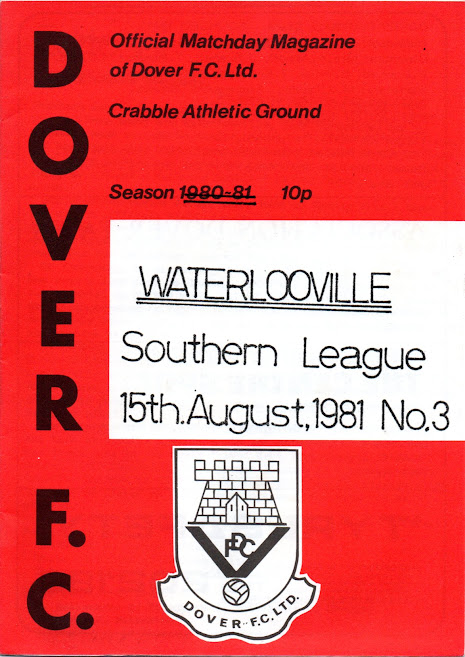 DOVER F.C.
Official Matchday Magazine
of Dover F.C. Ltd.
Crabble Athletic Ground
Season 1980-81 10p
WATERLOOVILLE
Southern League
15th.August,1981 No.3
FDC
DOVER F.C. LTD.